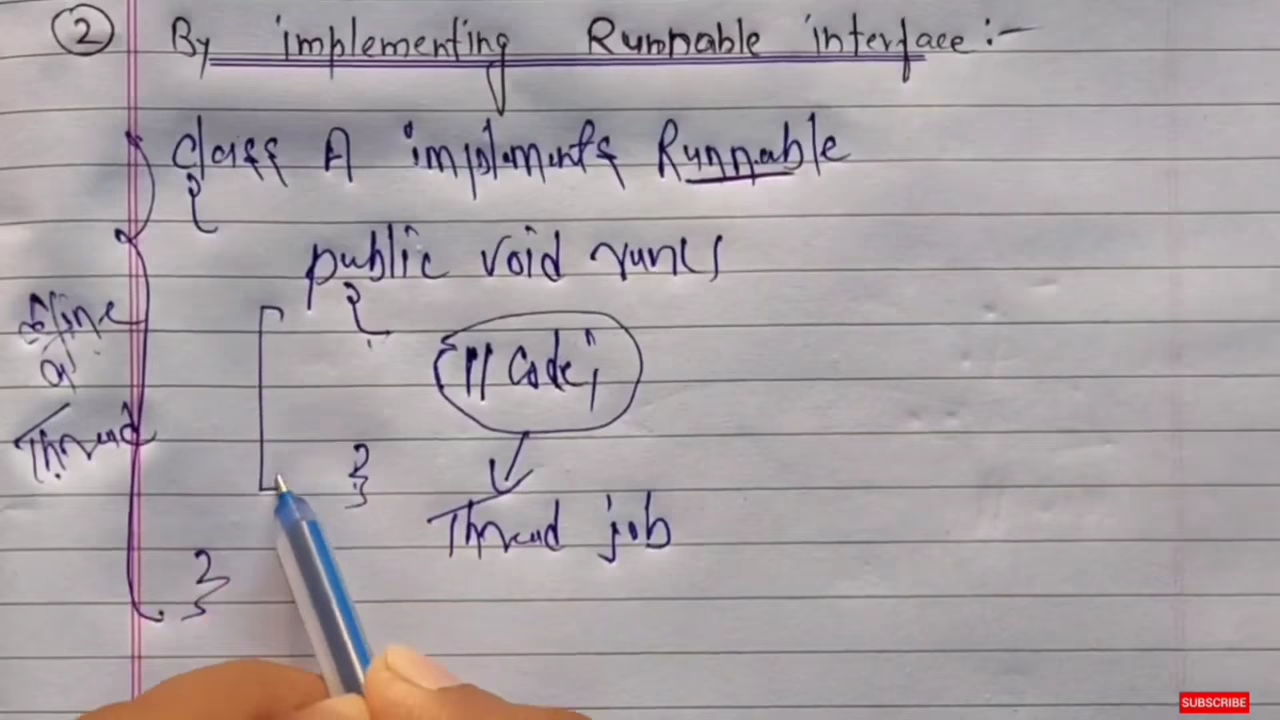 ② By implementing Runnable interface :-
class A implements Runnable
{
public void run()
{
"// Code;"
}
Thread job
}
Define
a
Thread
SUBSCRIBE